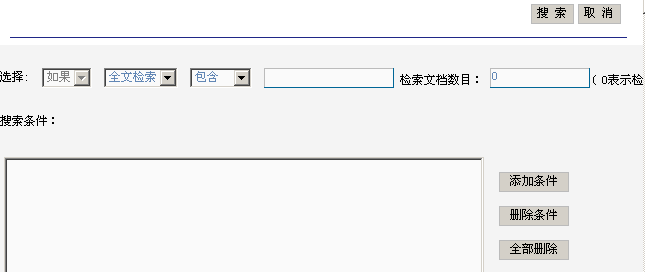 搜 索 取 消
选择: 如果 全文检索 包含 检索文档数目： 0 ( 0表示检
搜索条件：
添加条件
删除条件
全部删除